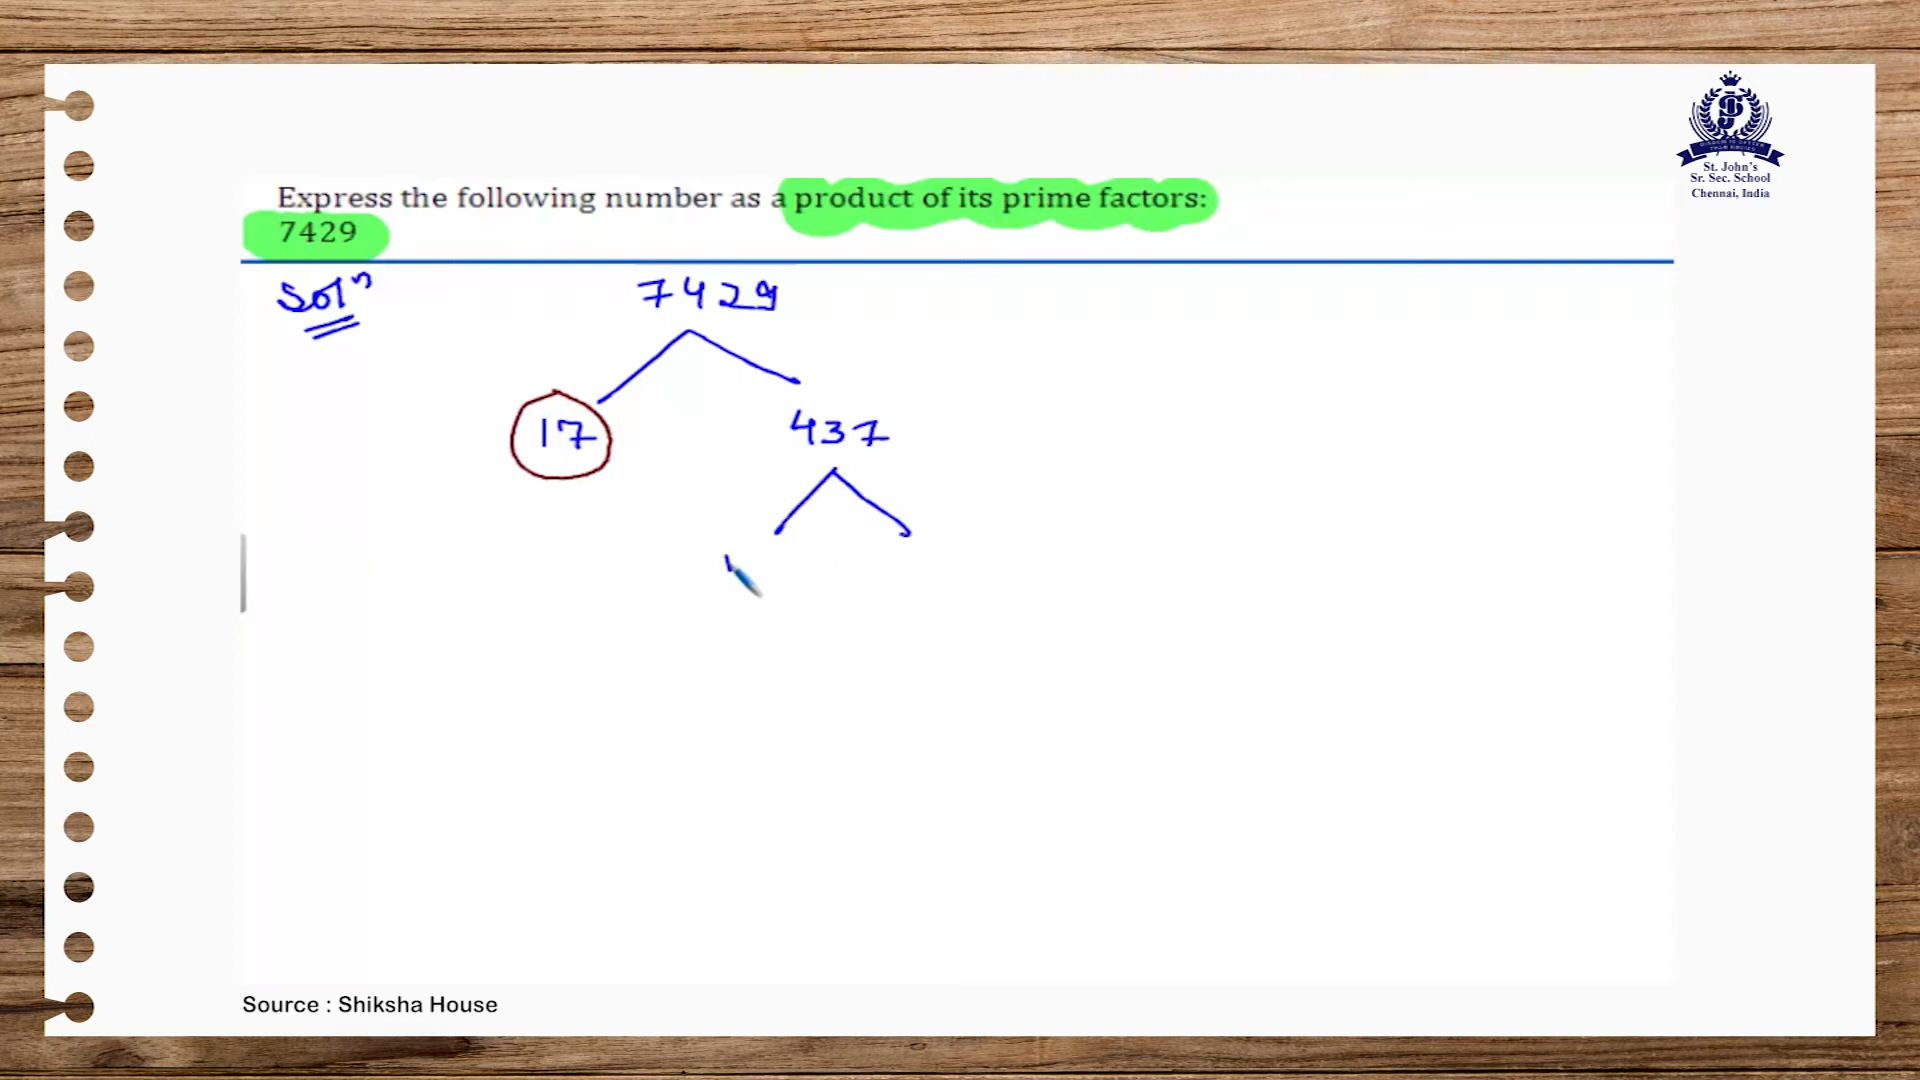 Express the following number as a product of its prime factors:
7429
Solⁿ
7429
17
437
St. John's
Sr. Sec. School
Chennai, India
Source : Shiksha House